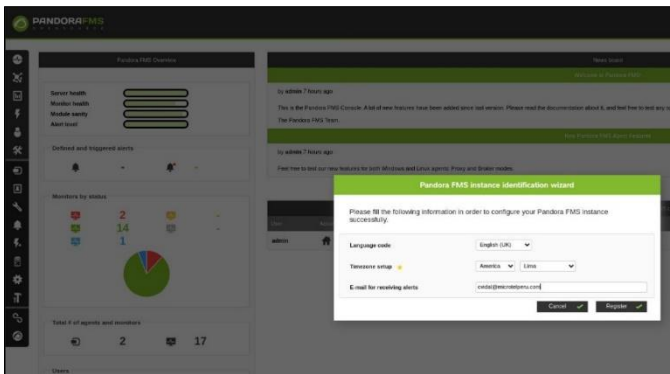 PANDORAFMS
Pandora FMS Overview
Server health
Monitor health
Module sanity
Alert level
Defined and triggered alerts
-
-
Monitors by status
2
-
14
-
1
Total # of agents and monitors
2
17
Users
News board
Welcome to Pandora FMS!
by admin 7 hours ago
This is the Pandora FMS Console. A lot of new features have been added since last version. Please read the documentation about it, and feel free to test any
The Pandora FMS Team.
New Pandora FMS Agent Features
by admin 7 hours ago
Feel free to test our new features for both Windows and Linux agents: Proxy and Broker modes.
User
admin
Pandora FMS instance identification wizard
Please fill the following information in order to configure your Pandora FMS instance
successfully.
Language code
English (UK)
Timezone setup
America
Lima
E-mail for receiving alerts
ovidal@microtelperu.com
Cancel
Register